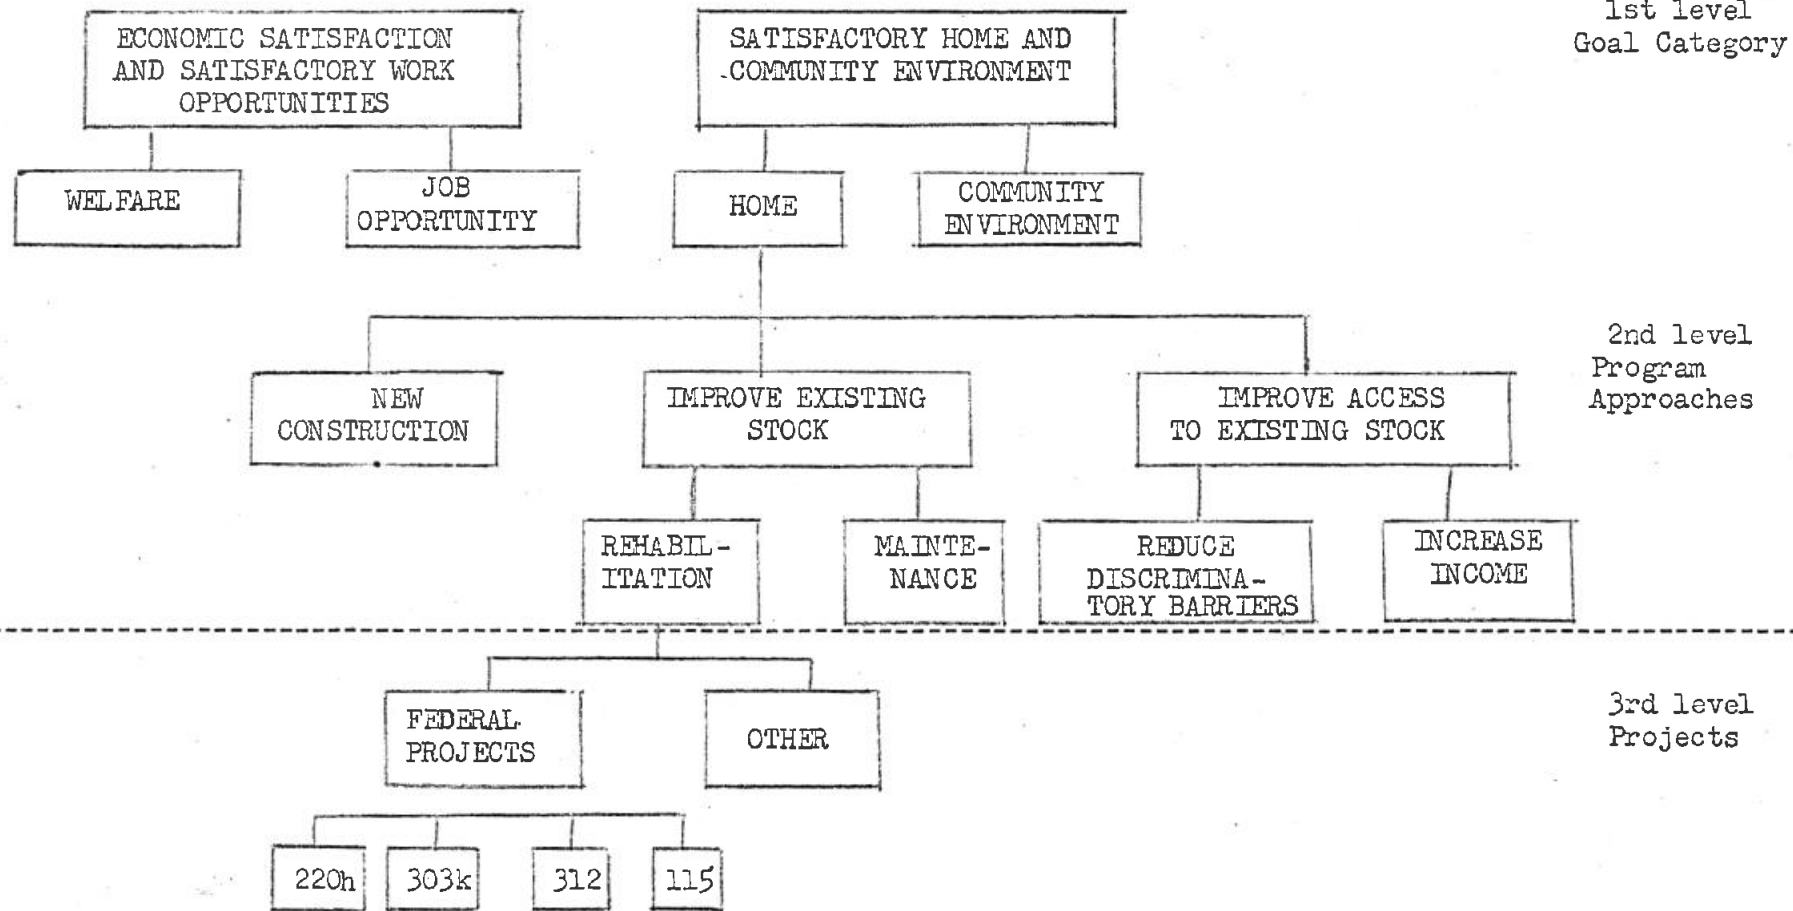 1st level
Goal Category
ECONOMIC SATISFACTION
AND SATISFACTORY WORK
OPPORTUNITIES
SATISFACTORY HOME AND
COMMUNITY ENVIRONMENT
WELFARE
JOB
OPPORTUNITY
HOME
COMMUNITY
ENVIRONMENT
2nd level
Program
Approaches
NEW
CONSTRUCTION
IMPROVE EXISTING
STOCK
IMPROVE ACCESS
TO EXISTING STOCK
REHABIL-
ITATION
MAINTE-
NANCE
REDUCE
DISCRIMINA-
TORY BARRIERS
INCREASE
INCOME
3rd level
Projects
FEDERAL
PROJECTS
OTHER
220h
303k
312
115